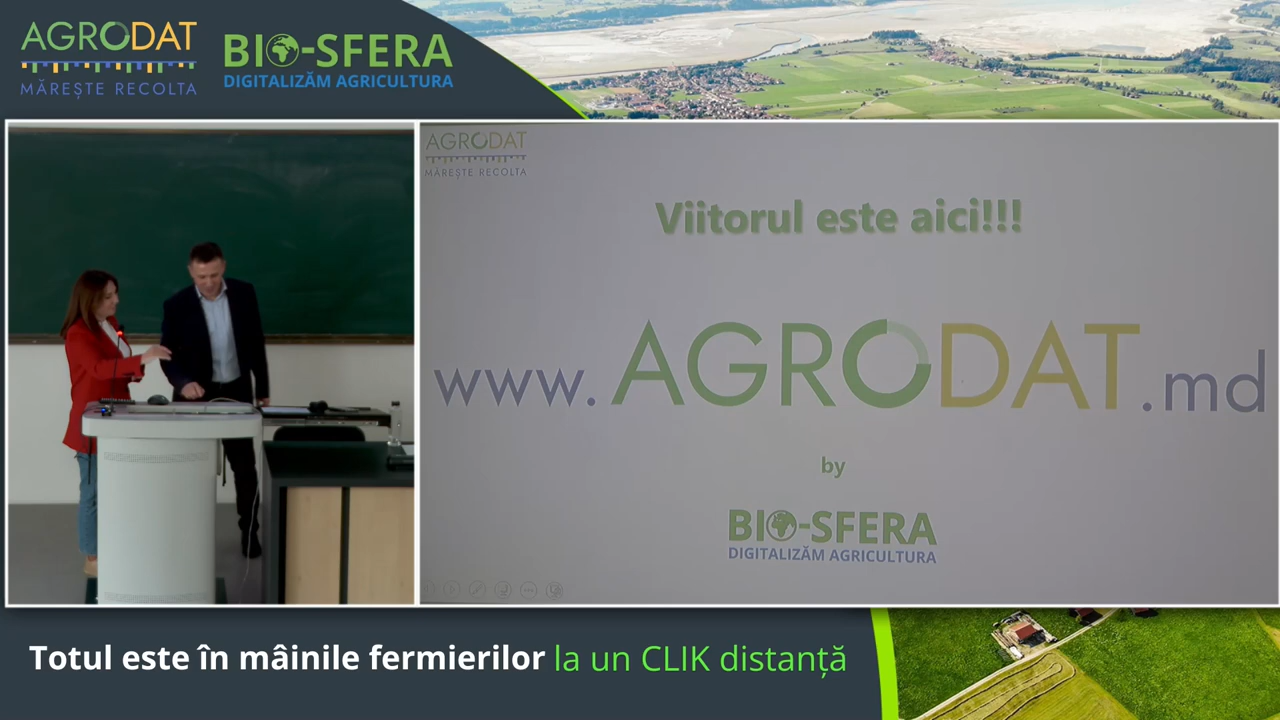 AGRODAT
MĂREȘTE RECOLTA
BIO-SFERA
DIGITALIZĂM AGRICULTURA
AGRODAT
MĂREȘTE RECOLTA
Viitorul este aici!!!
www.AGRODAT.md
by
BIO-SFERA
DIGITALIZĂM AGRICULTURA
Totul este în mâinile fermierilor la un CLIK distanță